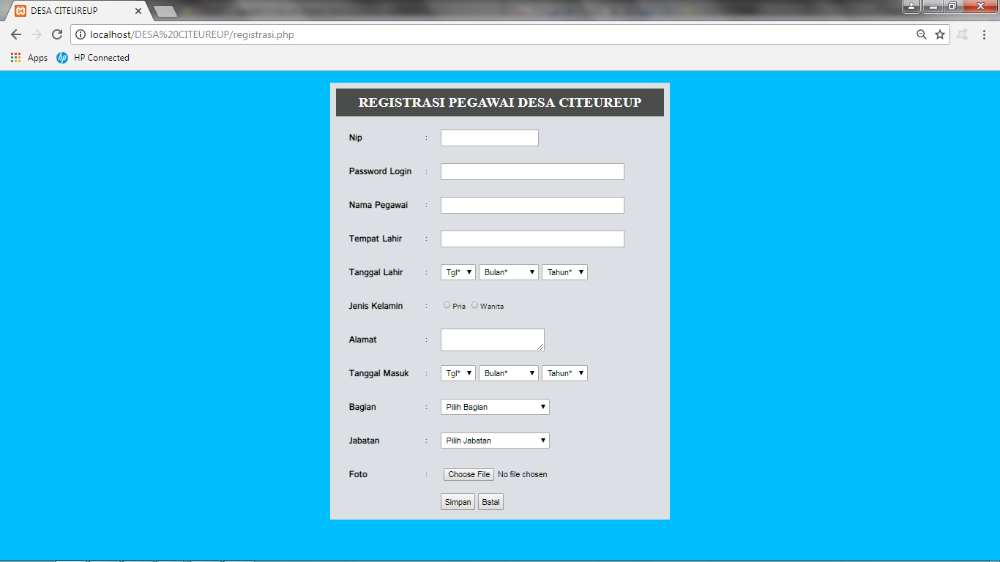 DESA CITEUREUP
localhost/DESA%20CITEUREUP/registrasi.php
Apps HP Connected
REGISTRASI PEGAWAI DESA CITEUREUP
Nip :
Password Login :
Nama Pegawai :
Tempat Lahir :
Tanggal Lahir : Tgl* Bulan* Tahun*
Jenis Kelamin : Pria Wanita
Alamat :
Tanggal Masuk : Tgl* Bulan* Tahun*
Bagian : Pilih Bagian
Jabatan : Pilih Jabatan
Foto : Choose File No file chosen
Simpan Batal